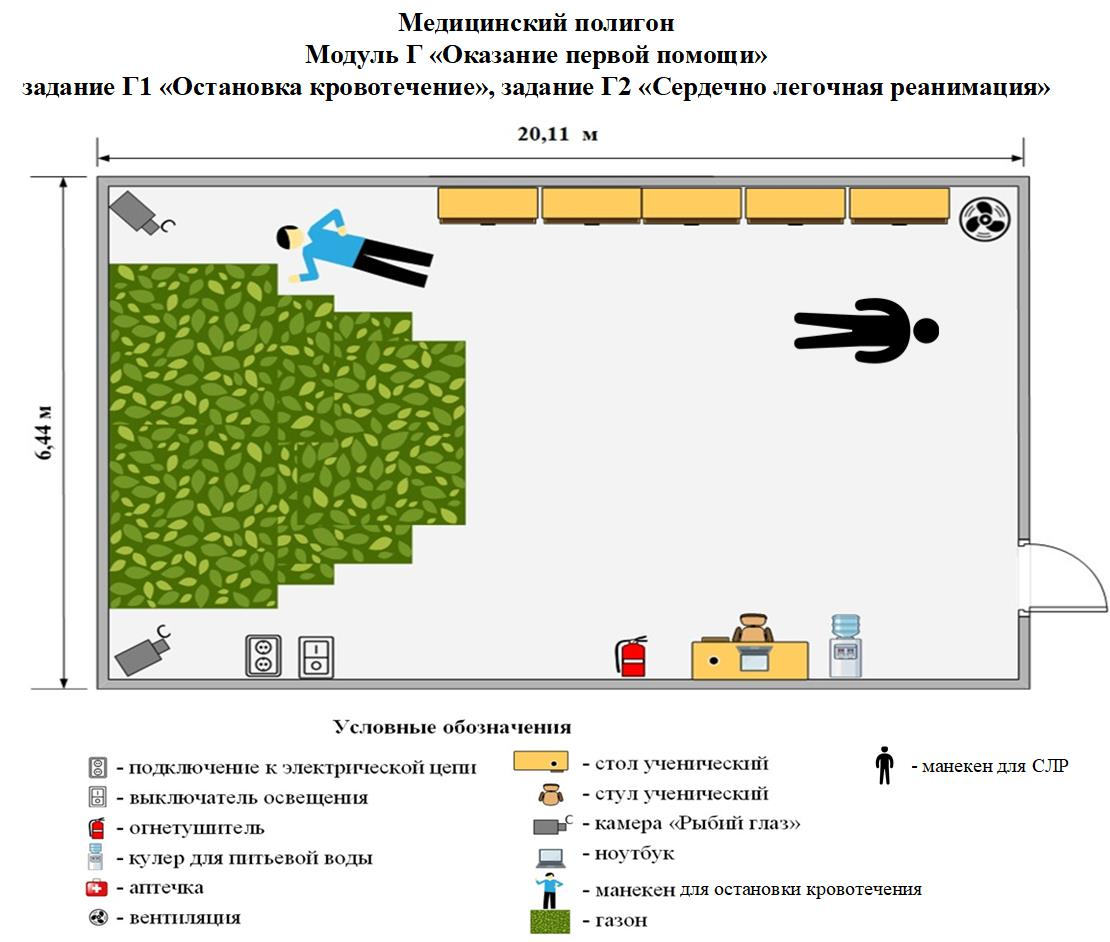 Медицинский полигон
Модуль Г «Оказание первой помощи»
задание Г1 «Остановка кровотечение», задание Г2 «Сердечно легочная реанимация»
20,11 м
6,44 м
Условные обозначения
- подключение к электрической цепи
- выключатель освещения
- огнетушитель
- кулер для питьевой воды
- аптечка
- вентиляция
- стол ученический
- стул ученический
- камера «Рыбий глаз»
- ноутбук
- манекен для остановки кровотечения
- газон
- манекен для СЛР